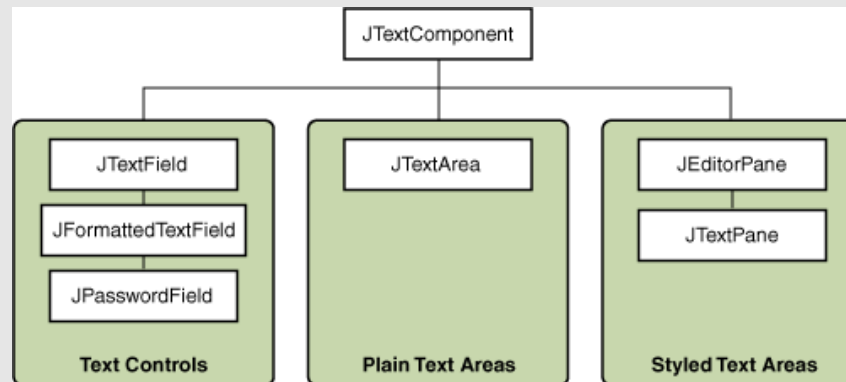 JTextComponent
JTextField
JFormattedTextField
JPasswordField
Text Controls
JTextArea
Plain Text Areas
JEditorPane
JTextPane
Styled Text Areas